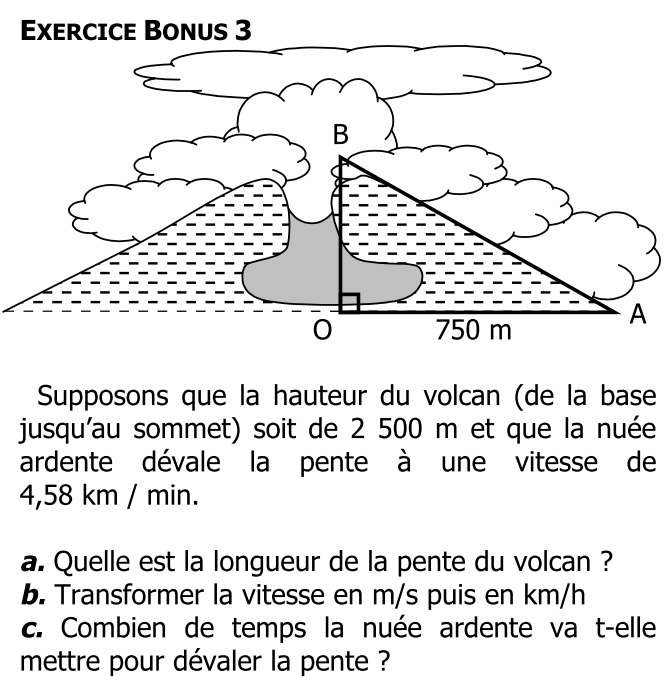 EXERCICE BONUS 3
B
A
O
750 m
Supposons que la hauteur du volcan (de la base
jusqu'au sommet) soit de 2 500 m et que la nuée
ardente dévale la pente à une vitesse de
4,58 km / min.
a. Quelle est la longueur de la pente du volcan ?
b. Transformer la vitesse en m/s puis en km/h
c. Combien de temps la nuée ardente va t-elle
mettre pour dévaler la pente ?